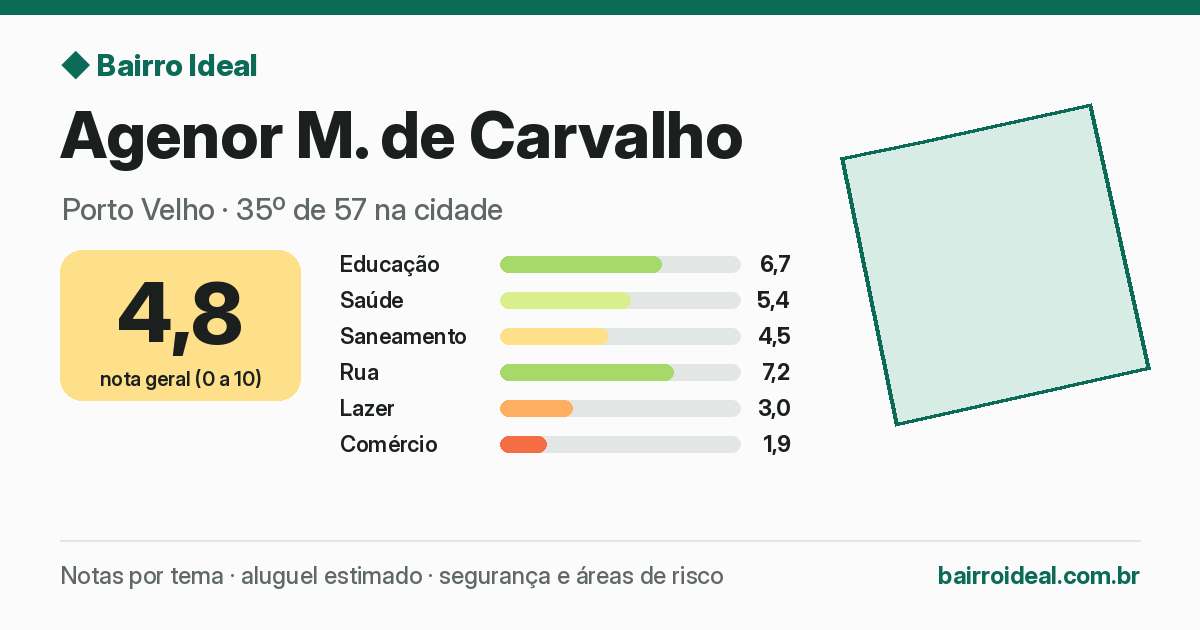 Bairro Ideal
Agenor M. de Carvalho
Porto Velho · 35º de 57 na cidade
4,8
nota geral (0 a 10)
Educação 6,7
Saúde 5,4
Saneamento 4,5
Rua 7,2
Lazer 3,0
Comércio 1,9
Notas por tema · aluguel estimado · segurança e áreas de risco
bairroideal.com.br